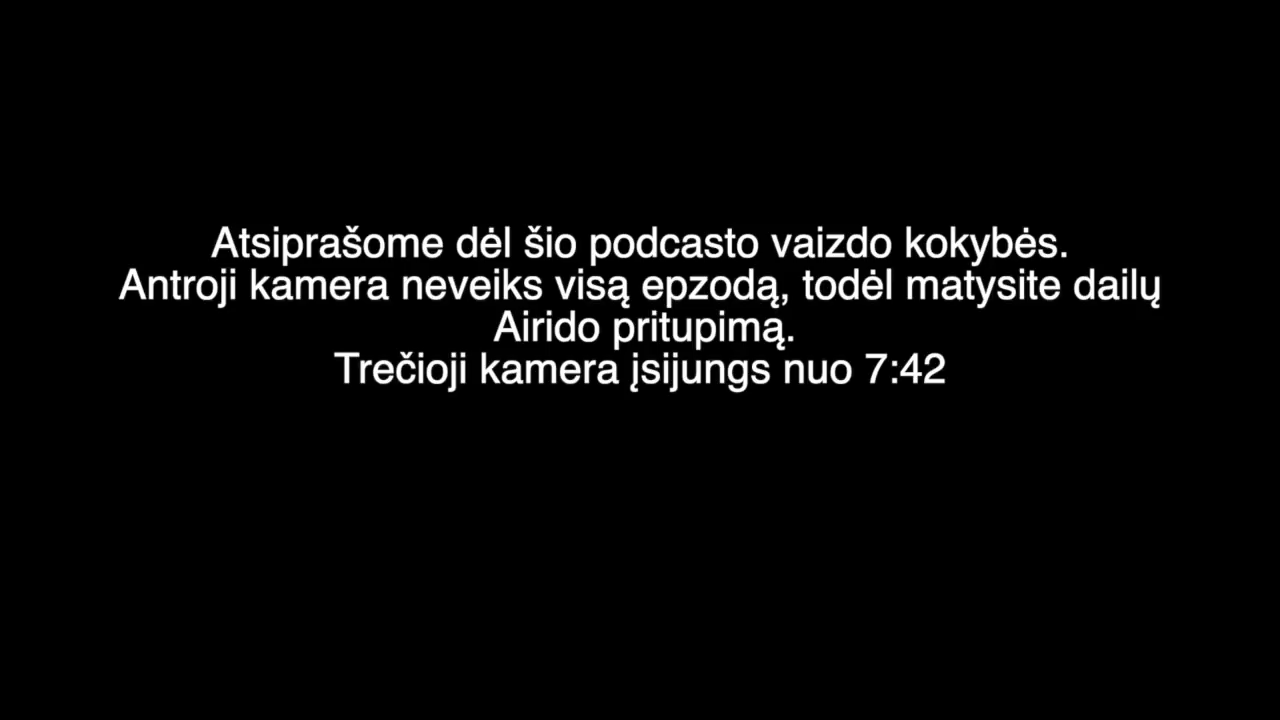 Atsiprašome dėl šio podcasto vaizdo kokybės.
Antroji kamera neveiks visą epzodą, todėl matysite dailų
Airido pritupimą.
Trečioji kamera įsijungs nuo 7:42